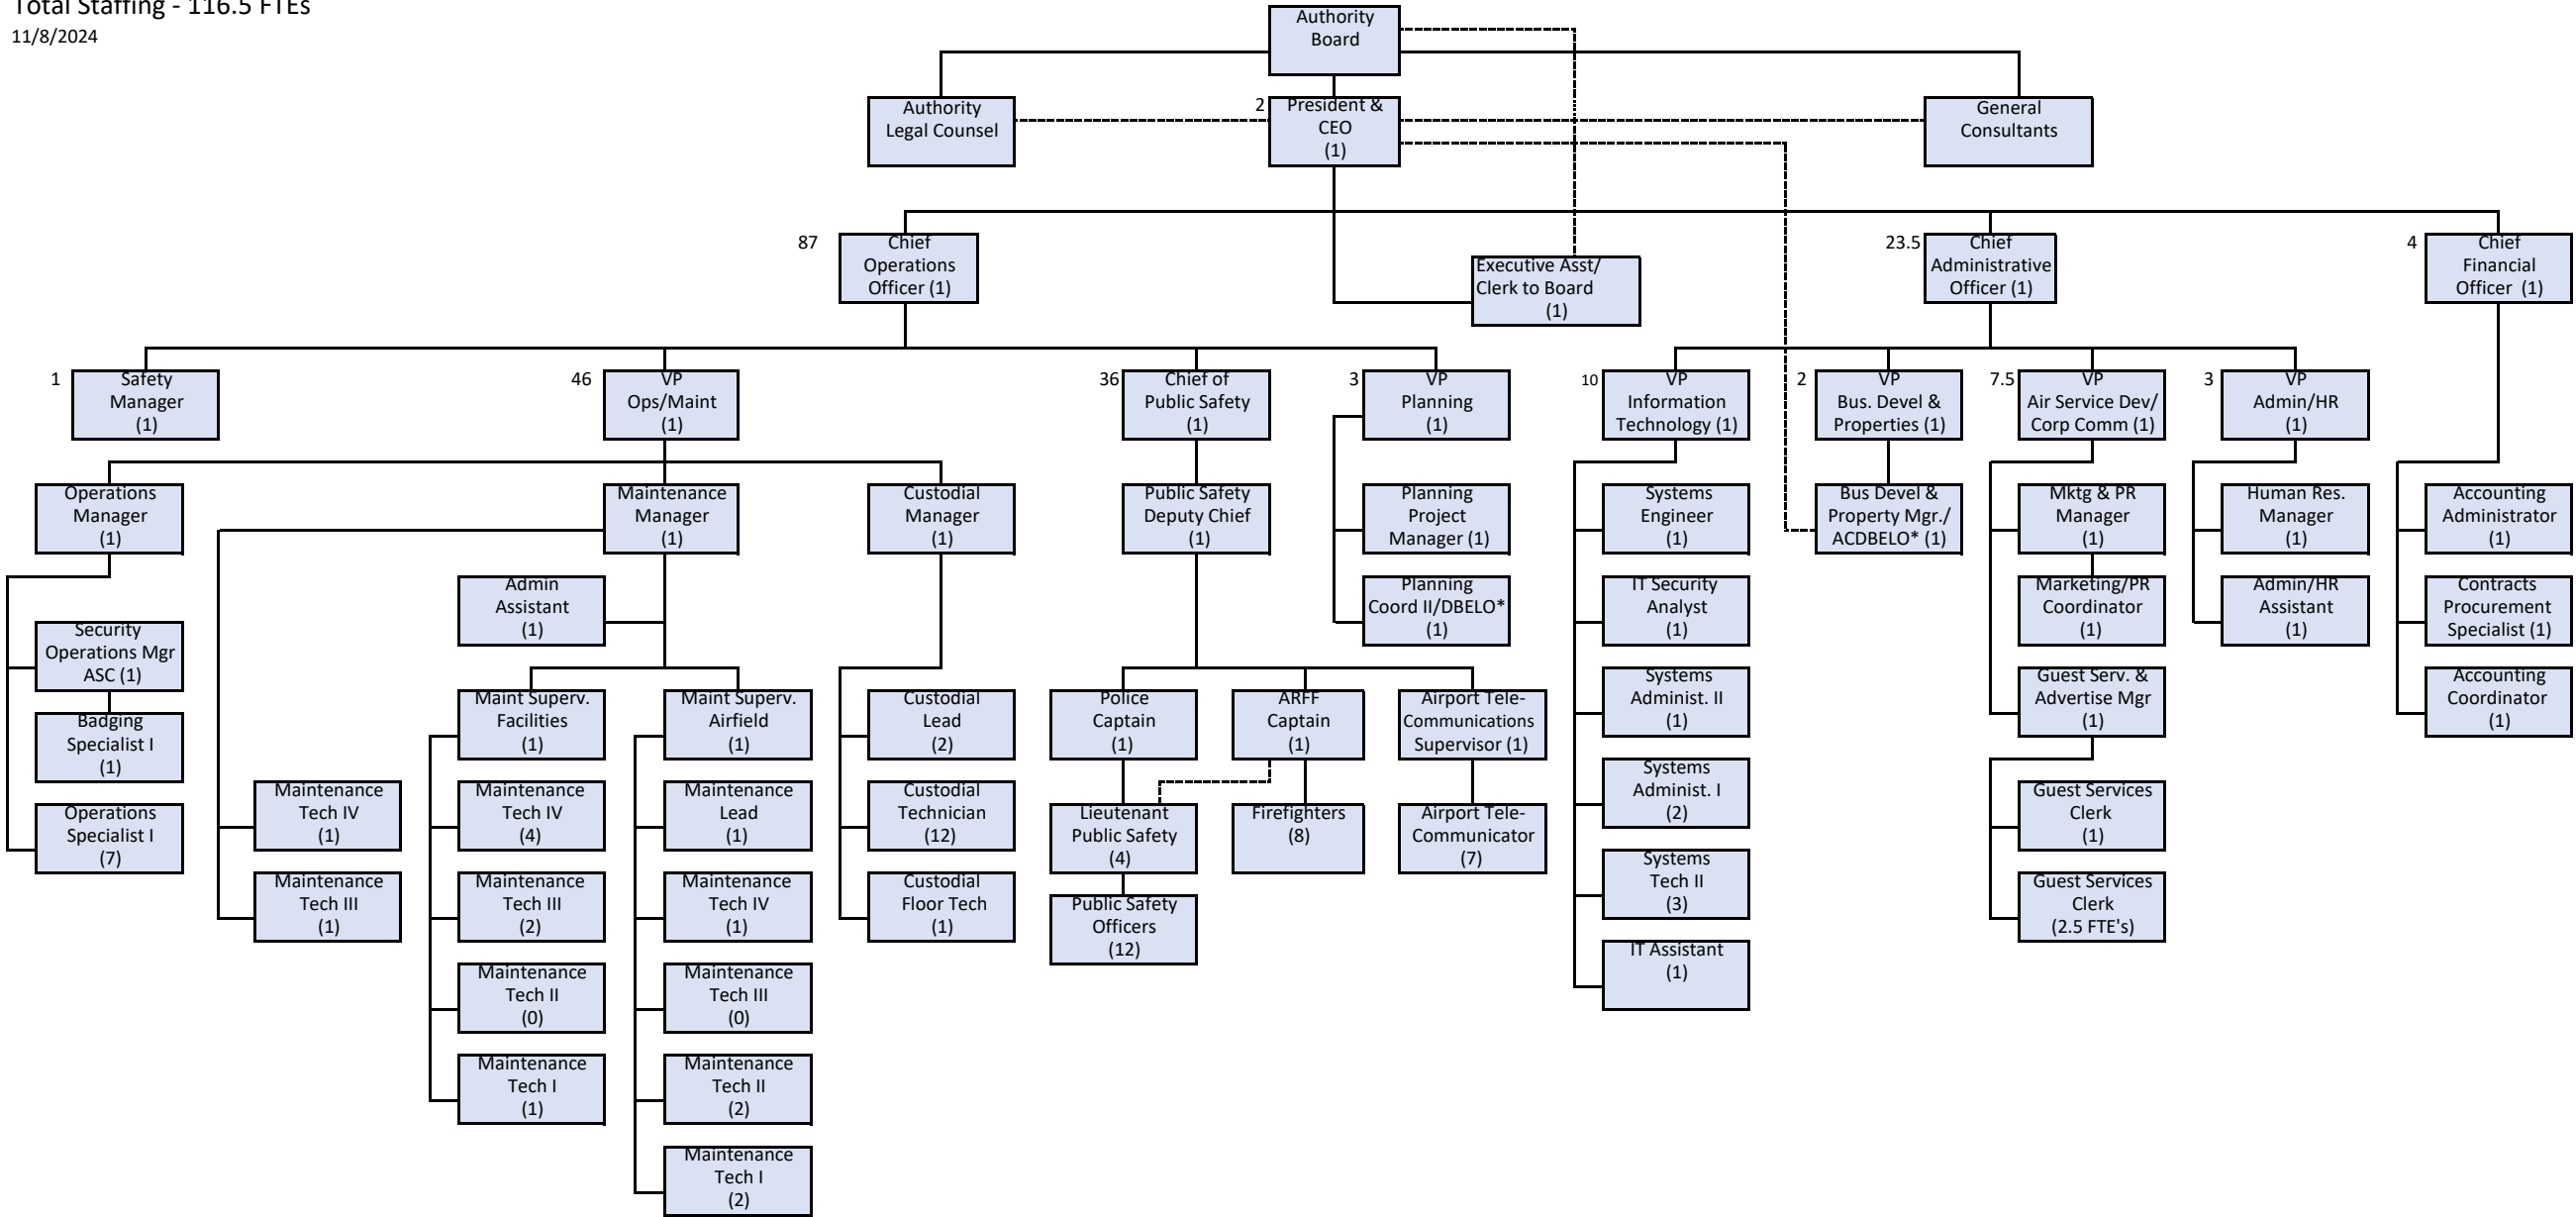 Total Staffing - 116.5 FTEs
11/8/2024
Authority
Board
Authority
Legal Counsel
2
President &
CEO
(1)
General
Consultants
87
Chief
Operations
Officer (1)
Executive Asst/
Clerk to Board
(1)
23.5
Chief
Administrative
Officer (1)
4
Chief
Financial
Officer (1)
1
Safety
Manager
(1)
46
VP
Ops/Maint
(1)
36
Chief of
Public Safety
(1)
3
VP
Planning
(1)
10
VP
Information
Technology (1)
2
VP
Bus. Devel &
Properties (1)
7.5
VP
Air Service Dev/
Corp Comm (1)
3
VP
Admin/HR
(1)
Operations
Manager
(1)
Maintenance
Manager
(1)
Custodial
Manager
(1)
Public Safety
Deputy Chief
(1)
Planning
Project
Manager (1)
Systems
Engineer
(1)
Bus Devel &
Property Mgr./
ACDBELO* (1)
Mktg & PR
Manager
(1)
Human Res.
Manager
(1)
Accounting
Administrator
(1)
Admin
Assistant
(1)
Planning
Coord II/DBELO*
(1)
IT Security
Analyst
(1)
Marketing/PR
Coordinator
(1)
Admin/HR
Assistant
(1)
Contracts
Procurement
Specialist (1)
Security
Operations Mgr
ASC (1)
Maint Superv.
Facilities
(1)
Maint Superv.
Airfield
(1)
Custodial
Lead
(2)
Police
Captain
(1)
ARFF
Captain
(1)
Airport Tele-
Communications
Supervisor (1)
Systems
Administ. II
(1)
Guest Serv. &
Advertise Mgr
(1)
Accounting
Coordinator
(1)
Badging
Specialist I
(1)
Maintenance
Tech IV
(1)
Maintenance
Tech IV
(4)
Maintenance
Lead
(1)
Custodial
Technician
(12)
Lieutenant
Public Safety
(4)
Firefighters
(8)
Airport Tele-
Communicator
(7)
Systems
Administ. I
(2)
Guest Services
Clerk
(1)
Operations
Specialist I
(7)
Maintenance
Tech III
(1)
Maintenance
Tech III
(2)
Maintenance
Tech IV
(1)
Custodial
Floor Tech
(1)
Public Safety
Officers
(12)
Systems
Tech II
(3)
Guest Services
Clerk
(2.5 FTE's)
Maintenance
Tech II
(0)
Maintenance
Tech III
(0)
IT Assistant
(1)
Maintenance
Tech I
(1)
Maintenance
Tech II
(2)
Maintenance
Tech I
(2)